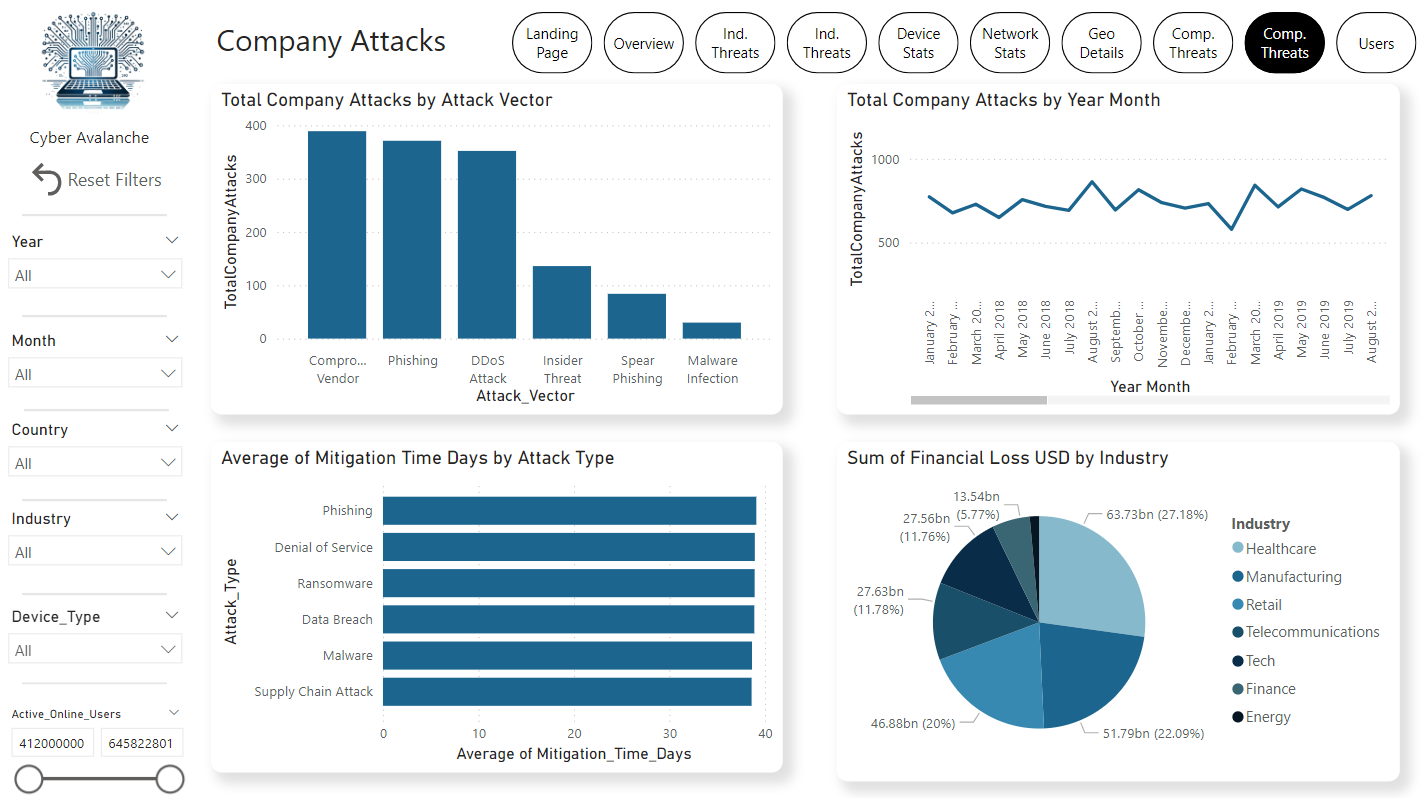 Company Attacks
Landing
Page
Overview
Ind.
Threats
Ind.
Threats
Device
Stats
Network
Stats
Geo
Details
Comp.
Threats
Comp.
Threats
Users
Cyber Avalanche
Reset Filters
Year
All
Month
All
Country
All
Industry
All
Device_Type
All
Active_Online_Users
412000000
645822801
Total Company Attacks by Attack Vector
TotalCompanyAttacks
400
300
200
100
0
Compro...
Vendor
Phishing
DDoS
Attack
Insider
Threat
Spear
Phishing
Malware
Infection
Attack_Vector
Total Company Attacks by Year Month
TotalCompanyAttacks
1000
500
January 2...
February ...
March 20...
April 2018
May 2018
June 2018
July 2018
August 2...
Septemb...
October ...
Novembe...
Decembe...
January 2...
February ...
March 20...
April 2019
May 2019
June 2019
July 2019
August 2...
Year Month
Average of Mitigation Time Days by Attack Type
Attack_Type
Phishing
Denial of Service
Ransomware
Data Breach
Malware
Supply Chain Attack
0
10
20
30
40
Average of Mitigation_Time_Days
Sum of Financial Loss USD by Industry
63.73bn (27.18%)
51.79bn (22.09%)
46.88bn (20%)
27.63bn
(11.78%)
27.56bn
(11.76%)
13.54bn
(5.77%)
Industry
Healthcare
Manufacturing
Retail
Telecommunications
Tech
Finance
Energy